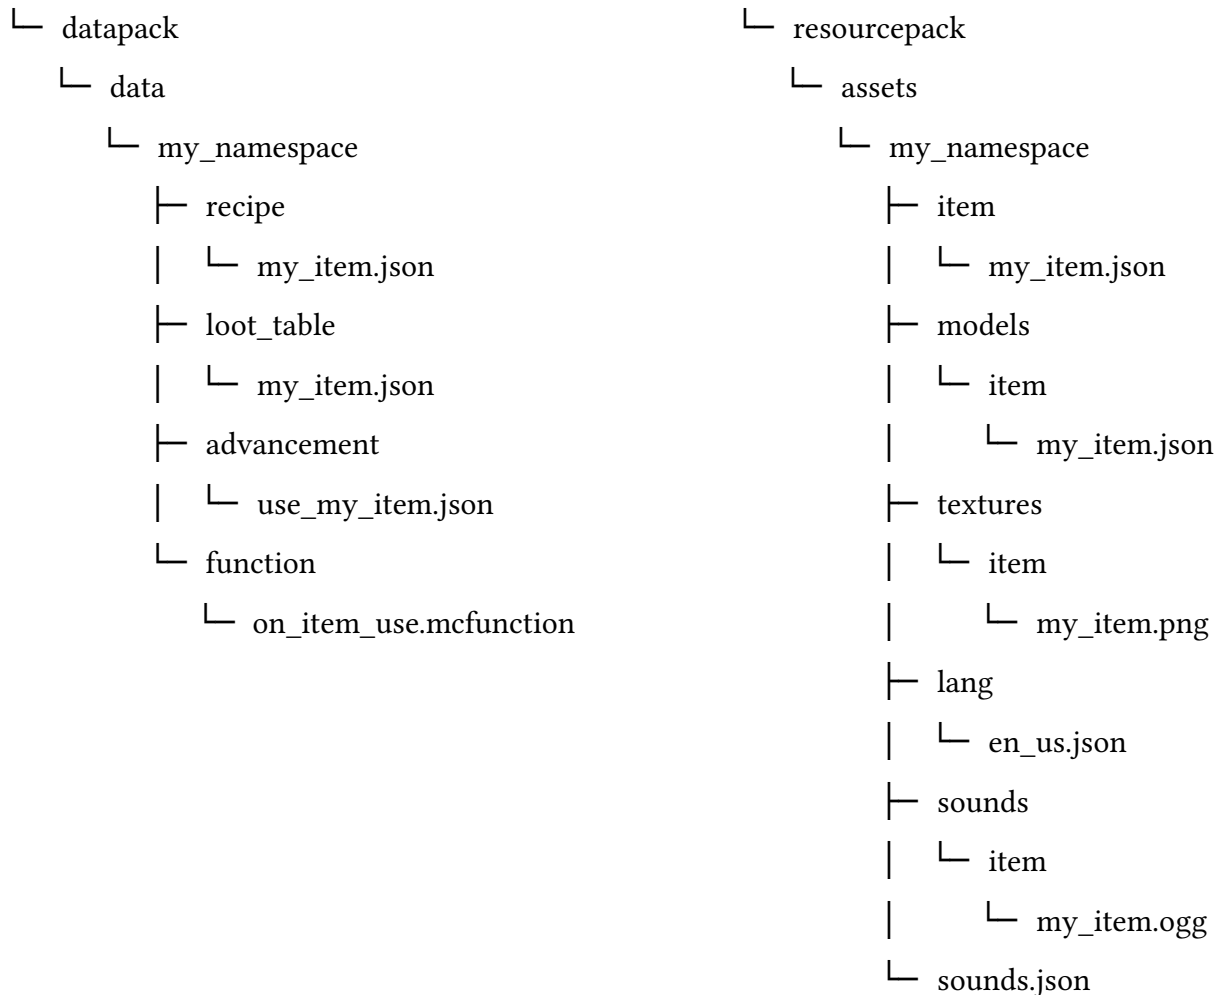 └─ datapack
└─ data
└─ my_namespace
├─ recipe
│ └─ my_item.json
├─ loot_table
│ └─ my_item.json
├─ advancement
│ └─ use_my_item.json
└─ function
└─ on_item_use.mcfunction
└─ resourcepack
└─ assets
└─ my_namespace
├─ item
│ └─ my_item.json
├─ models
│ └─ item
│ └─ my_item.json
├─ textures
│ └─ item
│ └─ my_item.png
├─ lang
│ └─ en_us.json
├─ sounds
│ └─ item
│ └─ my_item.ogg
└─ sounds.json